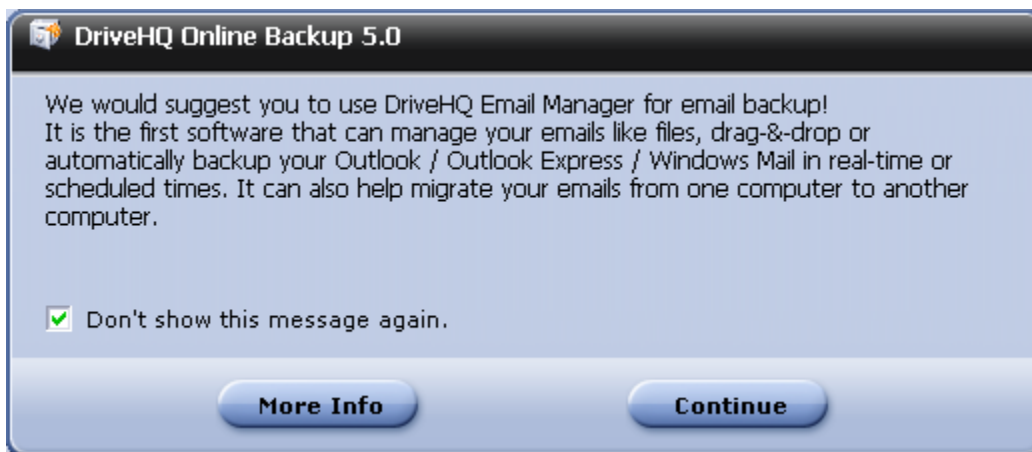 DriveHQ Online Backup 5.0
We would suggest you to use DriveHQ Email Manager for email backup!
It is the first software that can manage your emails like files, drag-&-drop or
automatically backup your Outlook / Outlook Express / Windows Mail in real-time or
scheduled times. It can also help migrate your emails from one computer to another
computer.
Don't show this message again.
More Info
Continue